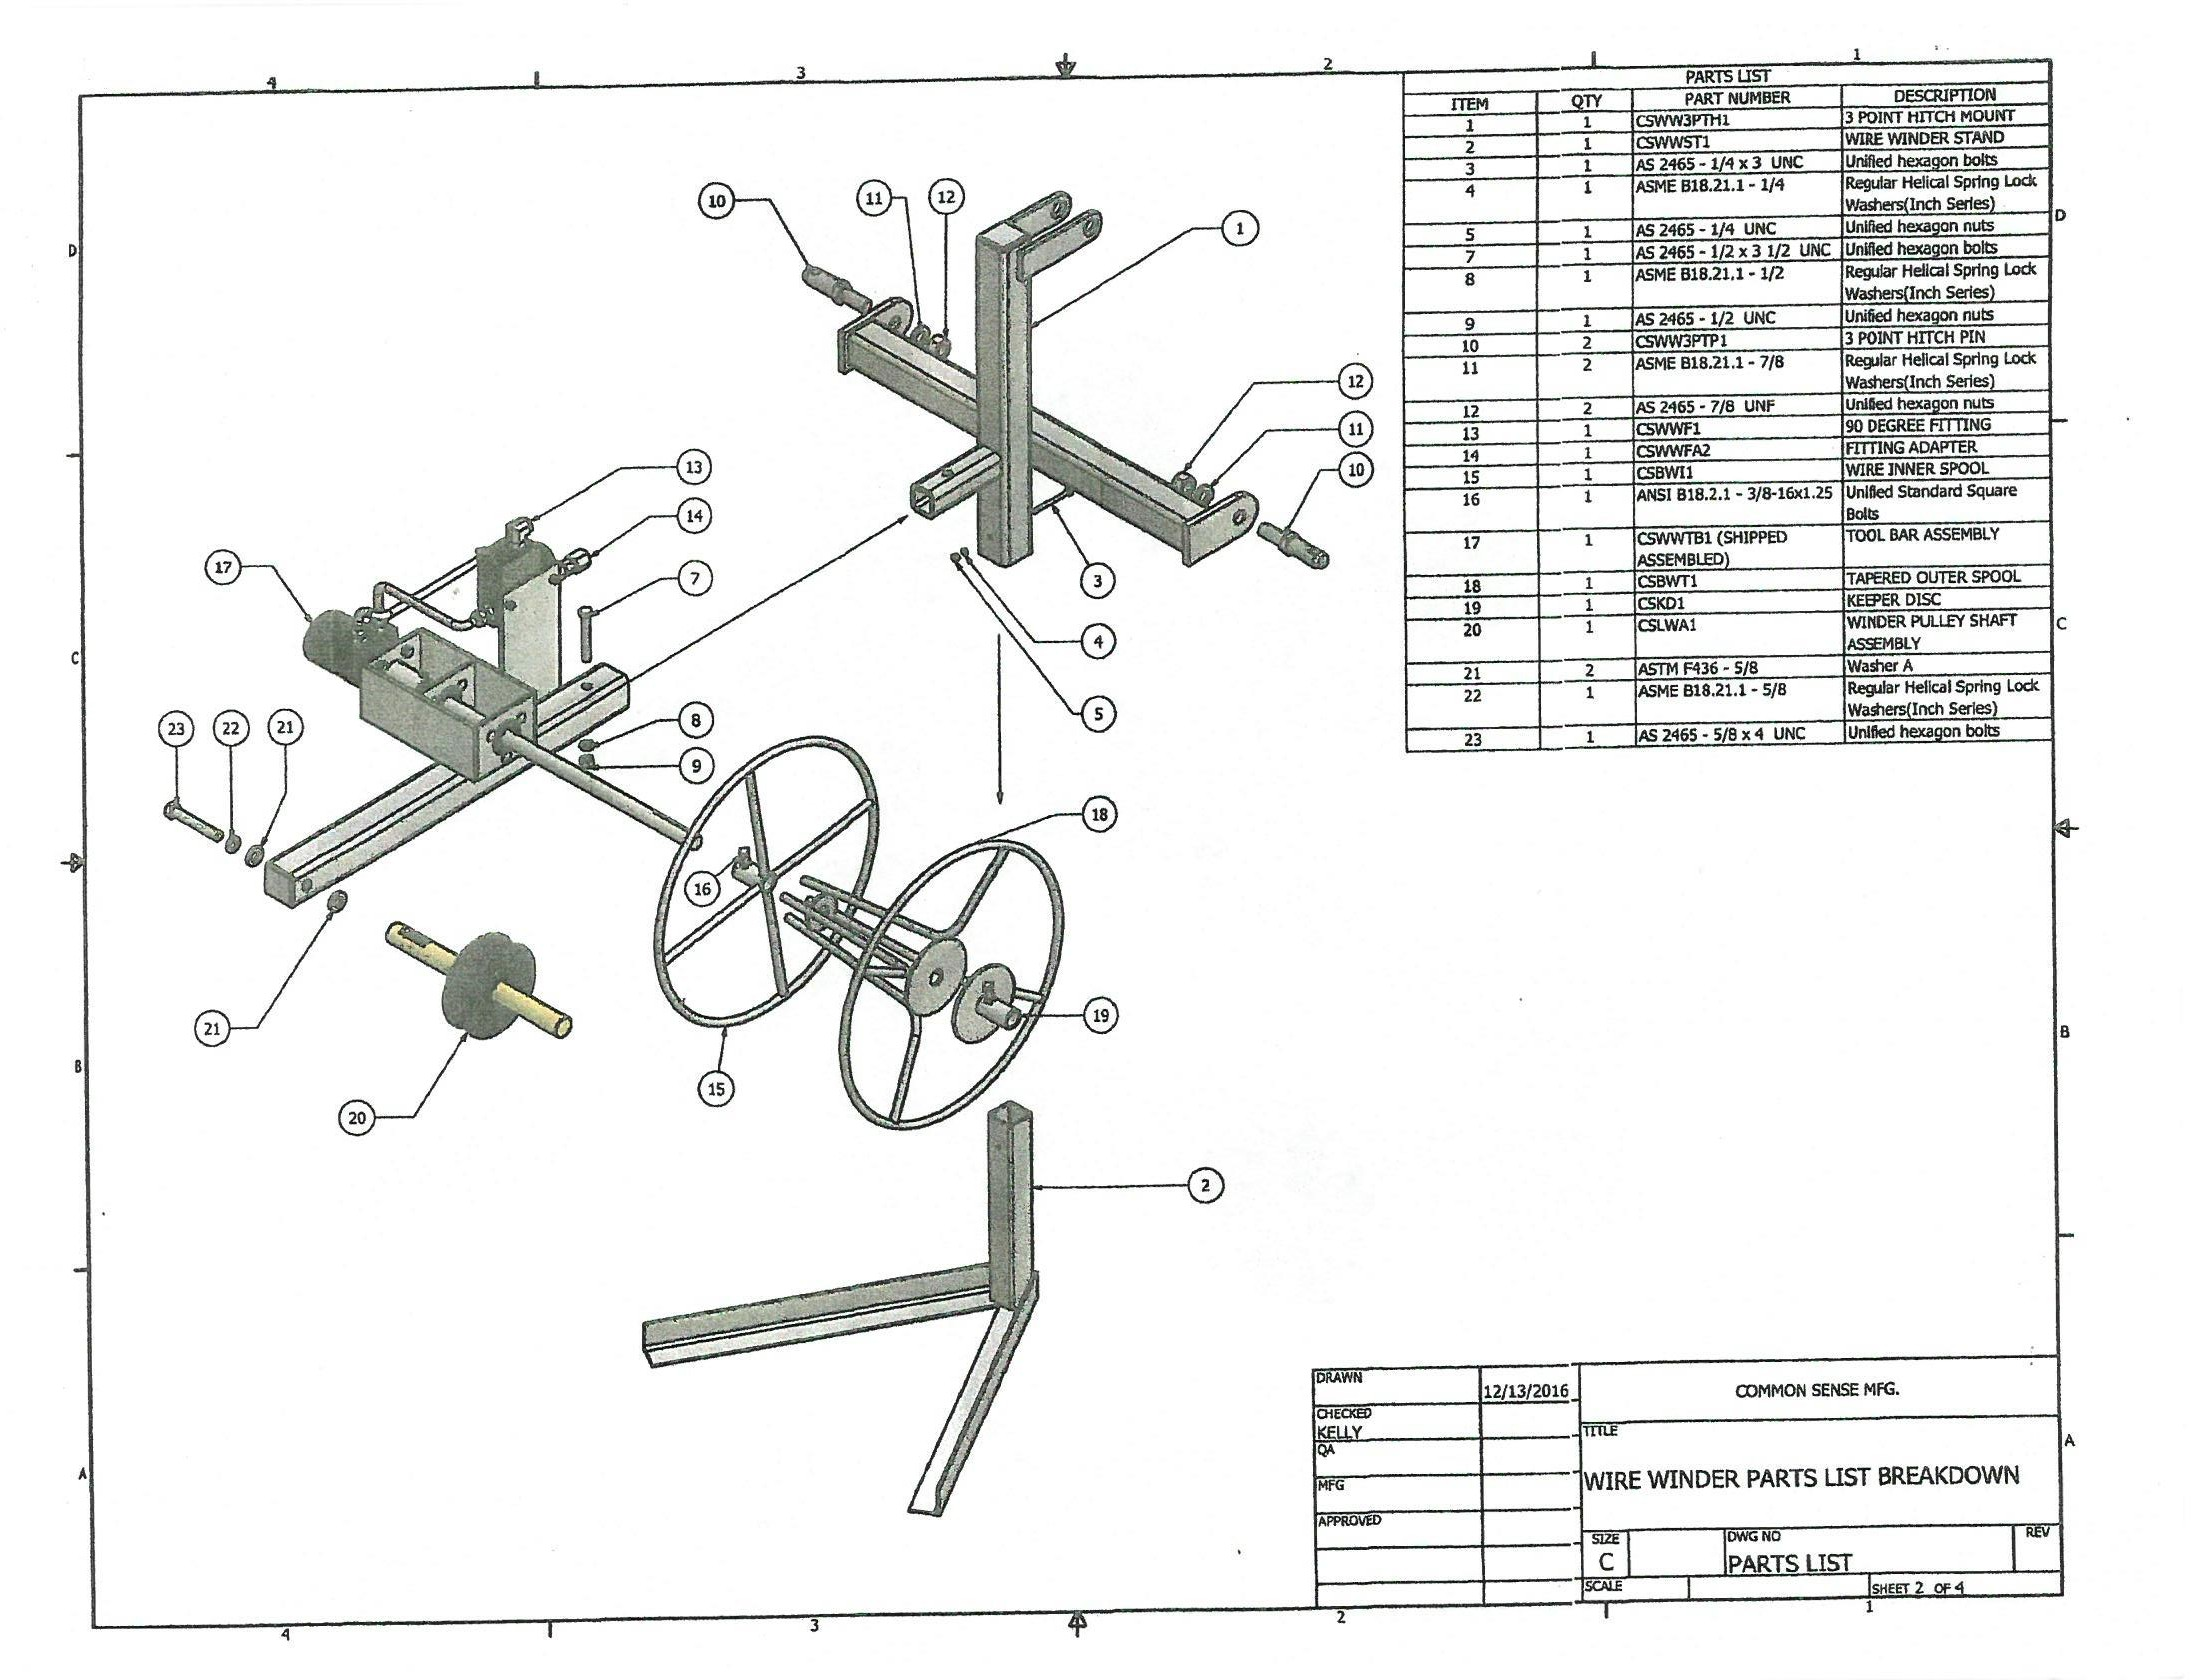 4 3 2 1
PARTS LIST
ITEM QTY PART NUMBER DESCRIPTION
1 1 CSWW3PTH1 3 POINT HITCH MOUNT
2 1 CSWWST1 WIRE WINDER STAND
3 1 AS 2465 - 1/4 x 3 UNC Unified hexagon bolts
4 1 ASME B18.21.1 - 1/4 Regular Helical Spring Lock
Washers(Inch Series)
5 1 AS 2465 - 1/4 UNC Unified hexagon nuts
7 1 AS 2465 - 1/2 x 3 1/2 UNC Unified hexagon bolts
8 1 ASME B18.21.1 - 1/2 Regular Helical Spring Lock
Washers(Inch Series)
9 1 AS 2465 - 1/2 UNC Unified hexagon nuts
10 2 CSWW3PTP1 3 POINT HITCH PIN
11 2 ASME B18.21.1 - 7/8 Regular Helical Spring Lock
Washers(Inch Series)
12 2 AS 2465 - 7/8 UNF Unified hexagon nuts
13 1 CSWWF1 90 DEGREE FITTING
14 1 CSWWFA2 FITTING ADAPTER
15 1 CSBWI1 WIRE INNER SPOOL
16 1 ANSI B18.2.1 - 3/8-16x1.25 Unified Standard Square
Bolts
17 1 CSWWTB1 (SHIPPED TOOL BAR ASSEMBLY
ASSEMBLED)
18 1 CSBWT1 TAPERED OUTER SPOOL
19 1 CSKD1 KEEPER DISC
20 1 CSLWA1 WINDER PULLEY SHAFT
ASSEMBLY
21 2 ASTM F436 - 5/8 Washer A
22 1 ASME B18.21.1 - 5/8 Regular Helical Spring Lock
Washers(Inch Series)
23 1 AS 2465 - 5/8 x 4 UNC Unified hexagon bolts
D D
10 11 12 1
12
11
10
13
14
17 7 3
4
C C
5
8
23 22 21
9
18
16
21 19
B B
15
20
2
DRAWN 12/13/2016 COMMON SENSE MFG.
CHECKED
KELLY
TITLE
QA
A A
WIRE WINDER PARTS LIST BREAKDOWN
MFG
APPROVED
SIZE DWG NO REV
C PARTS LIST
SCALE SHEET 2 OF 4
4 3 2 1